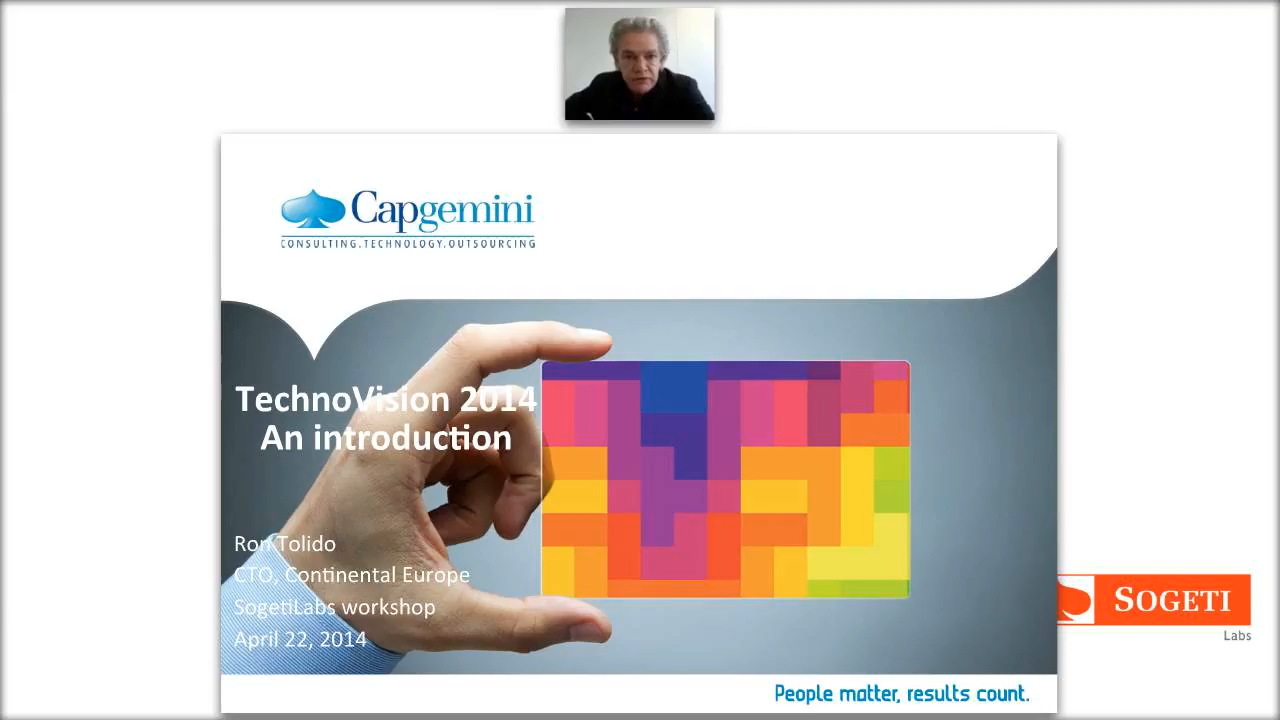 Capgemini
CONSULTING.TECHNOLOGY.OUTSOURCING
TechnoVision 2014
An introduction
Ron Tolido
CTO, Continental Europe
SogetiLabs workshop
April 22, 2014
SOGETI
Labs
People matter, results count.